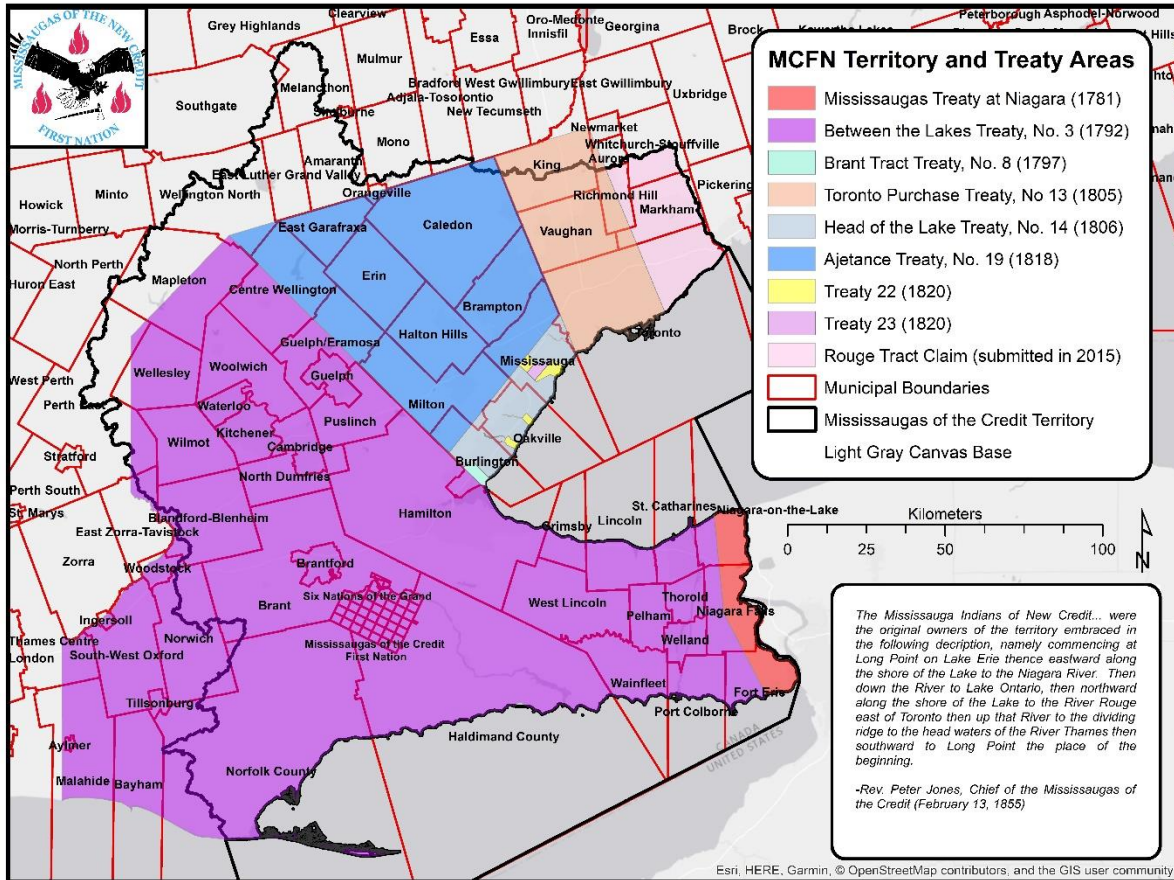 MISSISSAUGAS OF THE NEW CREDIT
FIRST NATION
MCFN Territory and Treaty Areas
Mississaugas Treaty at Niagara (1781)
Between the Lakes Treaty, No. 3 (1792)
Brant Tract Treaty, No. 8 (1797)
Toronto Purchase Treaty, No 13 (1805)
Head of the Lake Treaty, No. 14 (1806)
Ajetance Treaty, No. 19 (1818)
Treaty 22 (1820)
Treaty 23 (1820)
Rouge Tract Claim (submitted in 2015)
Municipal Boundaries
Mississaugas of the Credit Territory
Light Gray Canvas Base
Grey Highlands
Clearview
Oro-Medonte
Georgina
Brock
Peterborough
Asphodel-Norwood
Essa
Innisfil
Mulmur
Southgate
Melancthon
Bradford West Gwillimbury
East Gwillimbury
Adjala-Tosorontio
New Tecumseth
Uxbridge
Shelburne
Mono
Newmarket
Whitchurch-Stouffville
Aurora
King
Amaranth
East Luther Grand Valley
Orangeville
Minto
Wellington North
Howick
Morris-Turnberry
Richmond Hill
Pickering
Markham
East Garafraxa
Caledon
Vaughan
North Perth
Huron East
Mapleton
Centre Wellington
Erin
Brampton
Toronto
Halton Hills
Guelph/Eramosa
Mississauga
Guelph
Woolwich
Wellesley
West Perth
Perth East
Waterloo
Puslinch
Milton
Oakville
Kitchener
Wilmot
Cambridge
Burlington
Stratford
North Dumfries
Perth South
St. Marys
Blandford-Blenheim
Hamilton
East Zorra-Tavistock
Zorra
Woodstock
Grimsby
Lincoln
St. Catharines
Niagara-on-the-Lake
Brantford
Brant
Six Nations of the Grand
West Lincoln
Thorold
Pelham
Niagara Falls
Welland
Ingersoll
Thames Centre
London
Norwich
South-West Oxford
Mississaugas of the Credit
First Nation
Wainfleet
Fort Erie
Port Colborne
Tillsonburg
Haldimand County
Aylmer
Malahide
Bayham
Norfolk County
CANADA
UNITED STATES
Kilometers
0 25 50 100
N
The Mississauga Indians of New Credit... were
the original owners of the territory embraced in
the following decription, namely commencing at
Long Point on Lake Erie thence eastward along
the shore of the Lake to the Niagara River. Then
down the River to Lake Ontario, then northward
along the shore of the Lake to the River Rouge
east of Toronto then up that River to the dividing
ridge to the head waters of the River Thames then
southward to Long Point the place of the
beginning.
-Rev. Peter Jones, Chief of the Mississaugas of
the Credit (February 13, 1855)
Esri, HERE, Garmin, © OpenStreetMap contributors, and the GIS user community